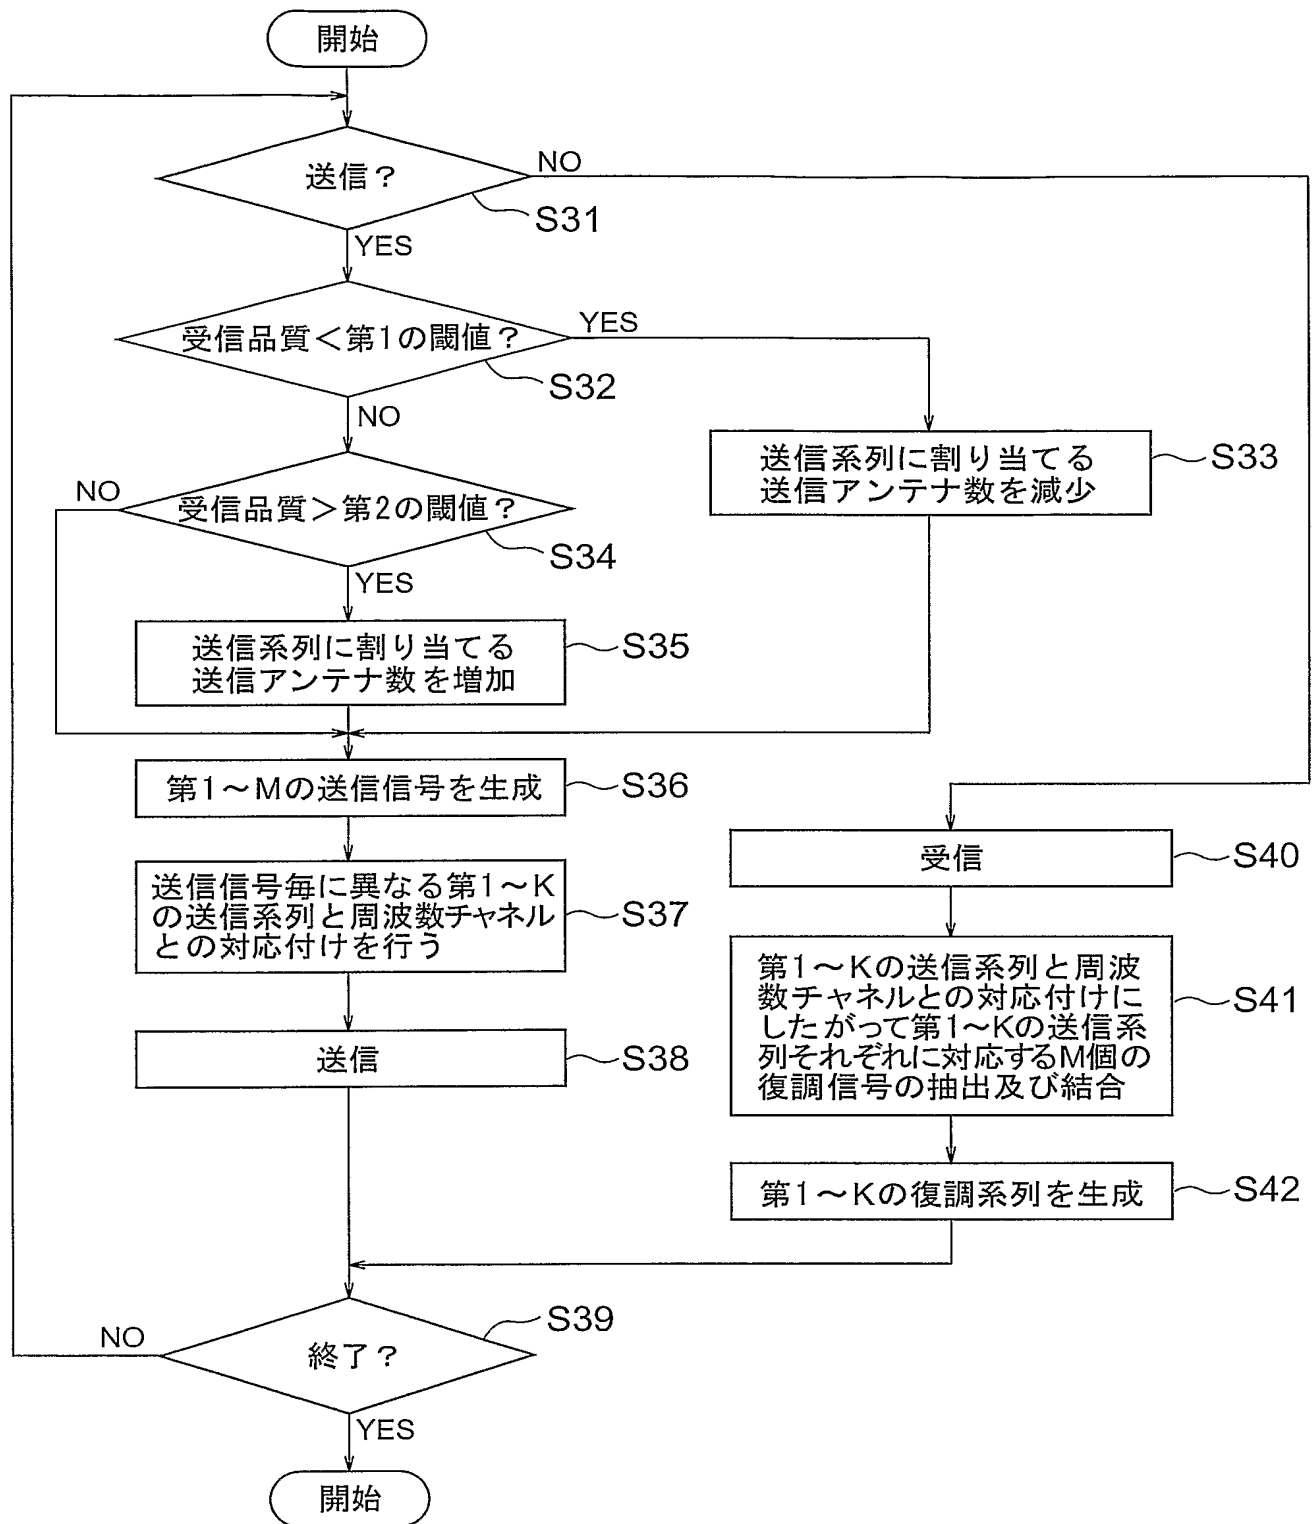 開始
送信？
NO
S31
YES
受信品質＜第1の閾値？
YES
S32
NO
送信系列に割り当てる
送信アンテナ数を減少
S33
NO
受信品質＞第2の閾値？
S34
YES
送信系列に割り当てる
送信アンテナ数を増加
S35
第1～Mの送信信号を生成
S36
送信信号毎に異なる第1～K
の送信系列と周波数チャネル
との対応付けを行う
S37
送信
S38
受信
S40
第1～Kの送信系列と周波
数チャネルとの対応付けに
したがって第1～Kの送信系
列それぞれに対応するM個の
復調信号の抽出及び結合
S41
第1～Kの復調系列を生成
S42
S39
NO
終了？
YES
開始